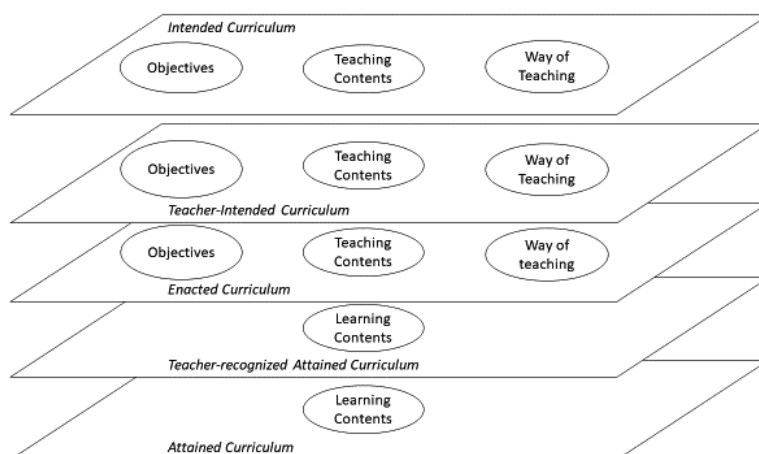 Intended Curriculum
Objectives
Teaching
Contents
Way of
Teaching
Objectives
Teaching
Contents
Way of
Teaching
Teacher-Intended Curriculum
Objectives
Teaching
Contents
Way of
teaching
Enacted Curriculum
Learning
Contents
Teacher-recognized Attained Curriculum
Learning
Contents
Attained Curriculum